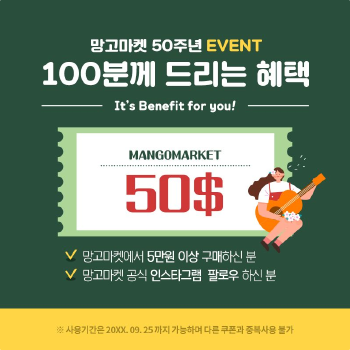 망고마켓 50주년 EVENT
100분께 드리는 혜택
It's Benefit for you!
MANGOMARKET
50$
망고마켓에서 5만원 이상 구매하신 분
망고마켓 공식 인스타그램 팔로우 하신 분
※ 사용기간은 20XX. 09. 25 까지 가능하며 다른 쿠폰과 중복사용 불가